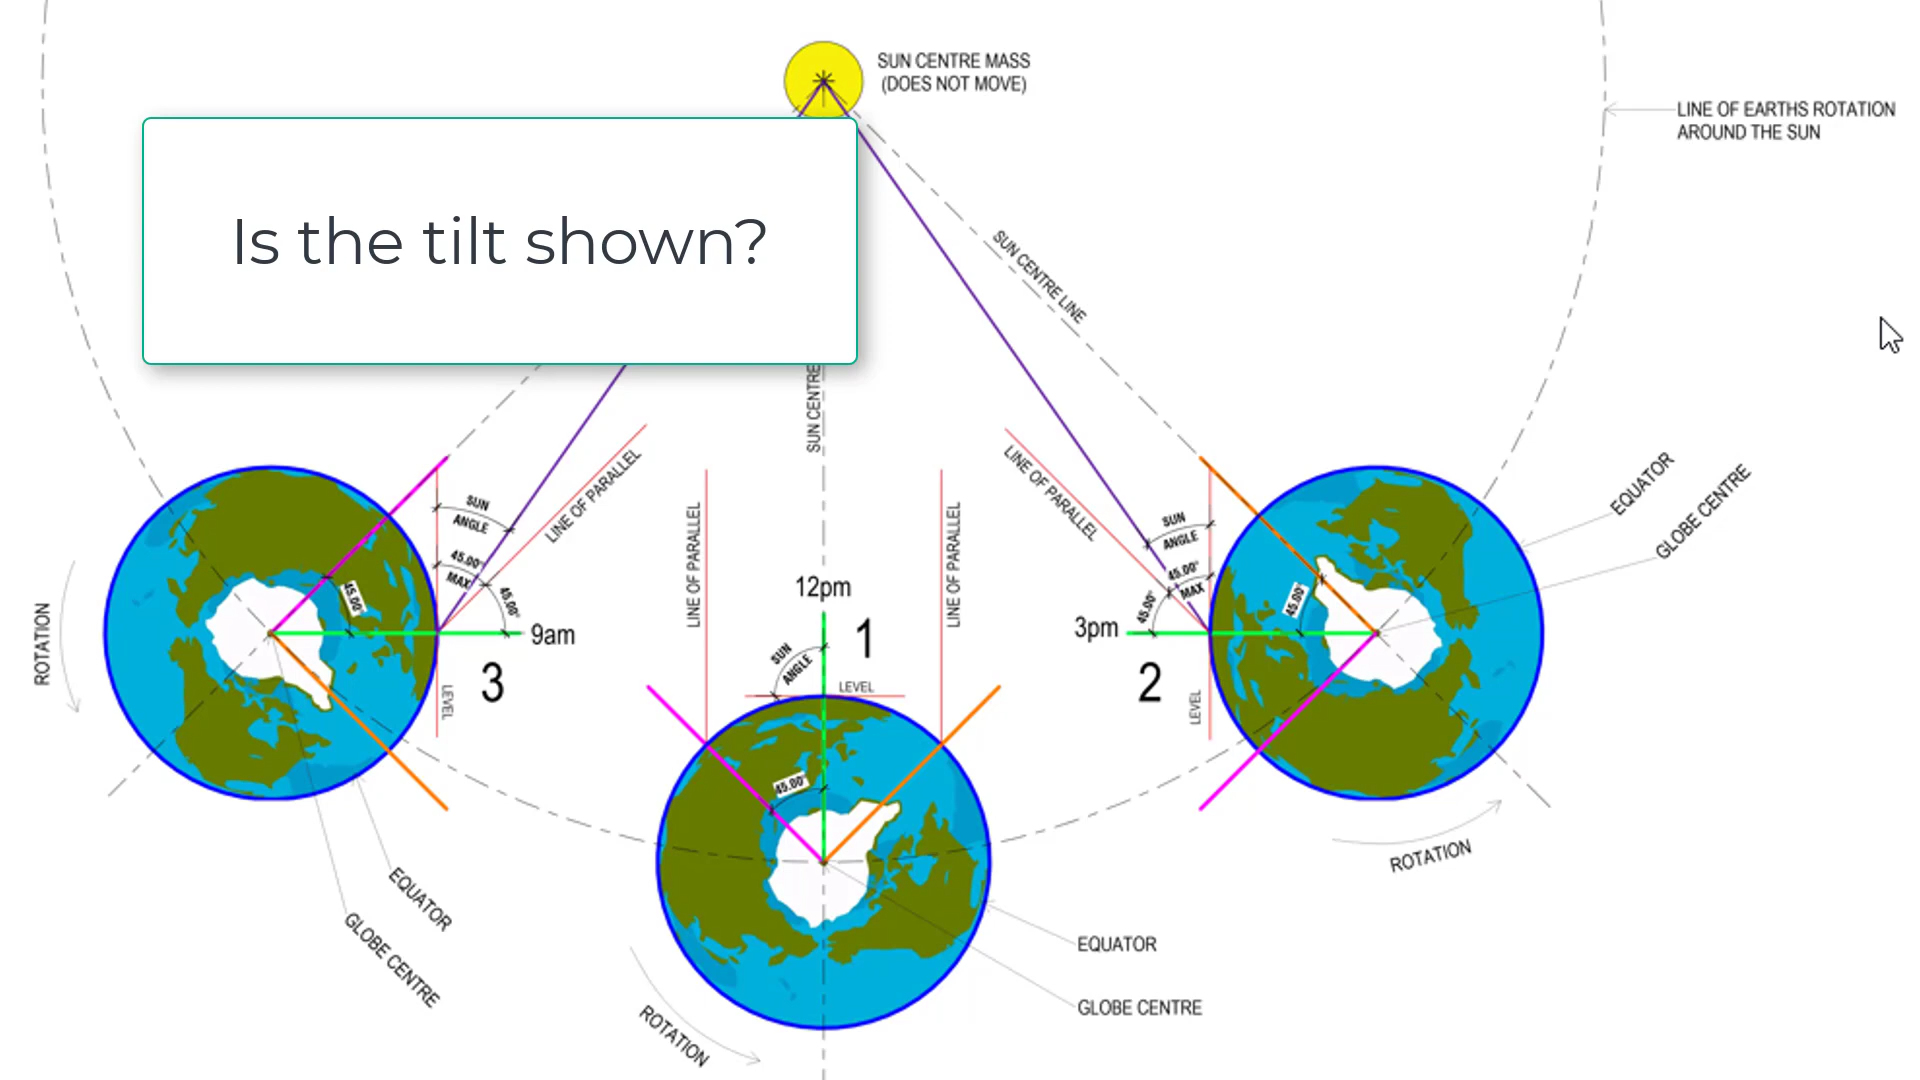 SUN CENTRE MASS
(DOES NOT MOVE)
LINE OF EARTHS ROTATION
AROUND THE SUN
Is the tilt shown?
SUN CENTRE LINE
SUN CENTRE
SUN
ANGLE
45.00°
MAX
45.00°
45.00°
LINE OF PARALLEL
9am
3
LEVEL
ROTATION
EQUATOR
GLOBE CENTRE
LINE OF PARALLEL
LINE OF PARALLEL
12pm
1
SUN
ANGLE
LEVEL
45.00°
EQUATOR
GLOBE CENTRE
ROTATION
LINE OF PARALLEL
SUN
ANGLE
45.00°
MAX
45.00°
45.00°
3pm
2
LEVEL
EQUATOR
GLOBE CENTRE
ROTATION